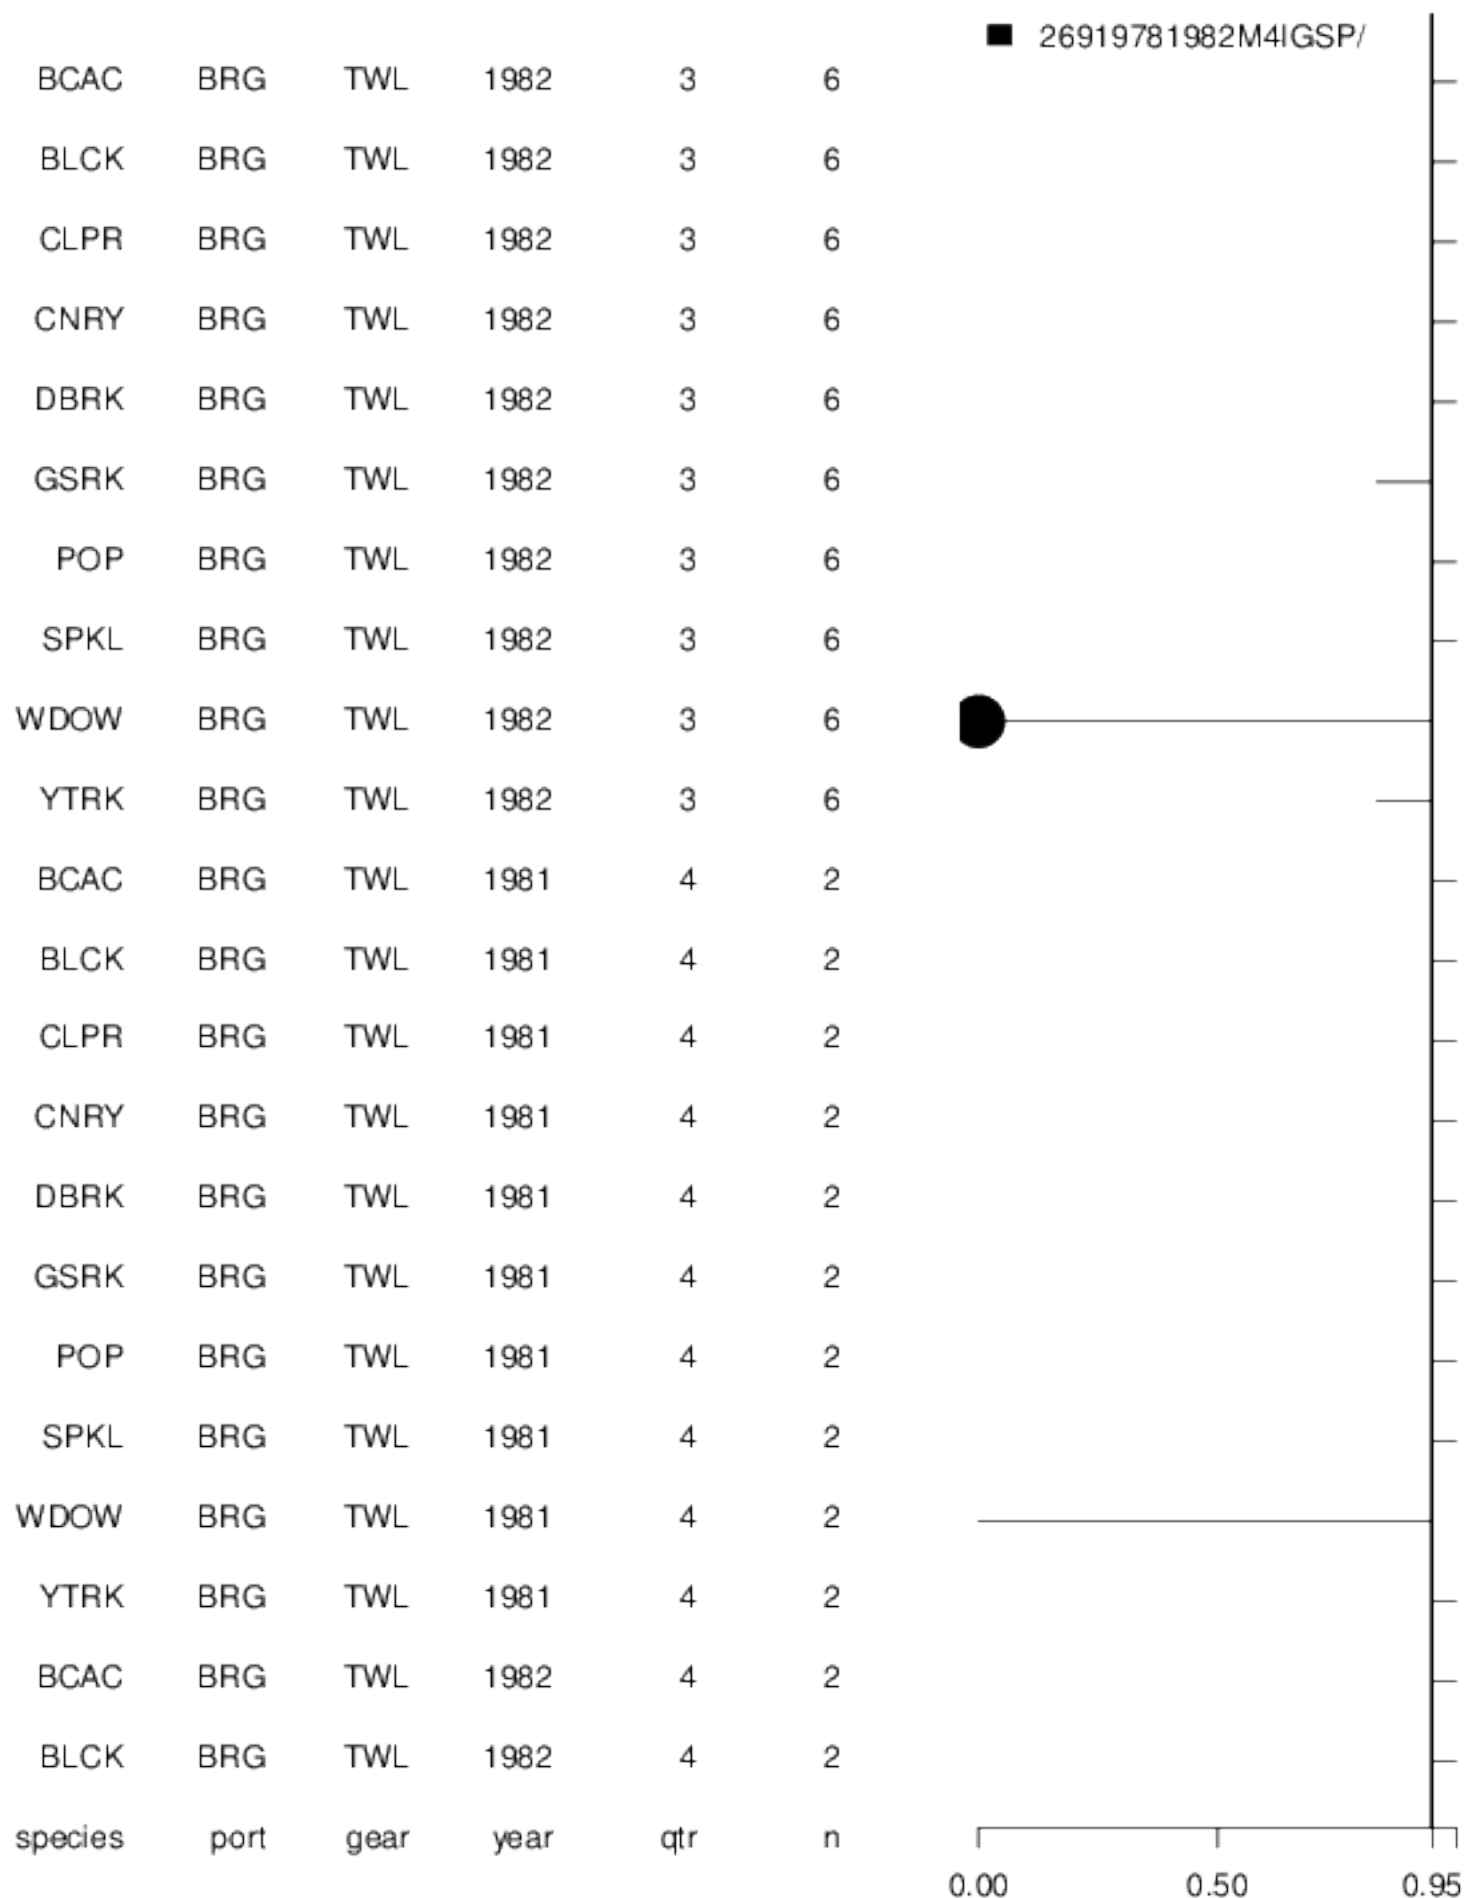 26919781982M4IGSP/
BCAC BRG TWL 1982 3 6
BLCK BRG TWL 1982 3 6
CLPR BRG TWL 1982 3 6
CNRY BRG TWL 1982 3 6
DBRK BRG TWL 1982 3 6
GSRK BRG TWL 1982 3 6
POP BRG TWL 1982 3 6
SPKL BRG TWL 1982 3 6
WDOW BRG TWL 1982 3 6
YTRK BRG TWL 1982 3 6
BCAC BRG TWL 1981 4 2
BLCK BRG TWL 1981 4 2
CLPR BRG TWL 1981 4 2
CNRY BRG TWL 1981 4 2
DBRK BRG TWL 1981 4 2
GSRK BRG TWL 1981 4 2
POP BRG TWL 1981 4 2
SPKL BRG TWL 1981 4 2
WDOW BRG TWL 1981 4 2
YTRK BRG TWL 1981 4 2
BCAC BRG TWL 1982 4 2
BLCK BRG TWL 1982 4 2
species port gear year qtr n
0.00 0.50 0.95